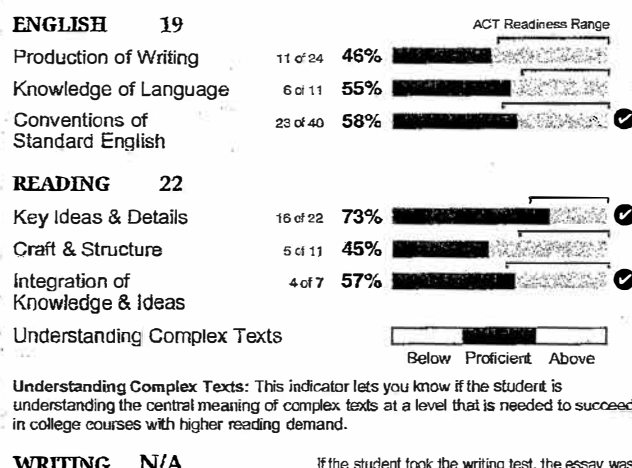 ENGLISH 19 ACT Readiness Range
Production of Writing 11 of 24 46%
Knowledge of Language 6 of 11 55%
Conventions of
Standard English 23 of 40 58%
READING 22
Key Ideas & Details 16 of 22 73%
Craft & Structure 5 of 11 45%
Integration of
Knowledge & Ideas 4 of 7 57%
Understanding Complex Texts
Below Proficient Above
Understanding Complex Texts: This indicator lets you know if the student is
understanding the central meaning of complex texts at a level that is needed to succeed
in college courses with higher reading demand.
WRITING N/A If the student took the writing test, the essay was